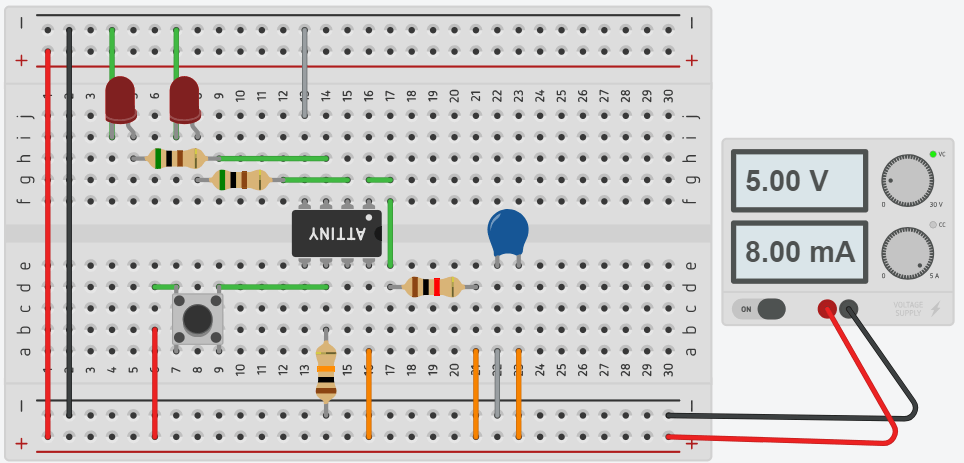 − −
+ +
1 2 3 4 5 6 7 8 9 10 11 12 13 14 15 16 17 18 19 20 21 22 23 24 25 26 27 28 29 30
j j
i i
h h
g g
f f
ATTINY
e e
d d
c c
b b
a a
1 2 3 4 5 6 7 8 9 10 11 12 13 14 15 16 17 18 19 20 21 22 23 24 25 26 27 28 29 30
− −
+ +
5.00 V
VC
0 30 V
8.00 mA
CC
0 5 A
ON
VOLTAGE
SUPPLY